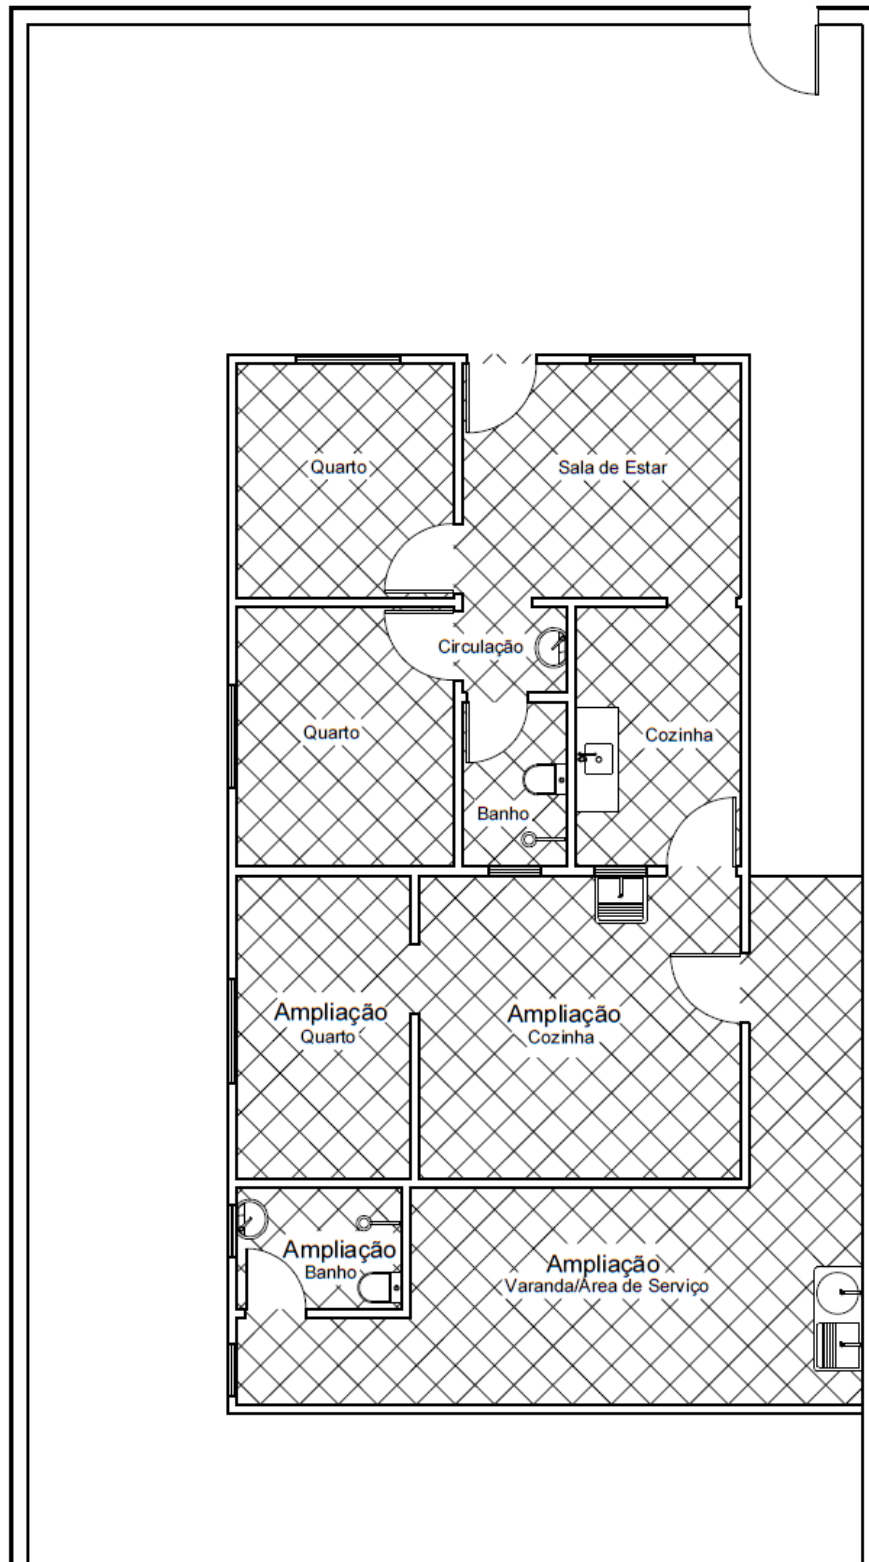 Quarto
Sala de Estar
Circulação
Quarto
Cozinha
Banho
Ampliação
Quarto
Ampliação
Cozinha
Ampliação
Banho
Ampliação
Varanda/Área de Serviço